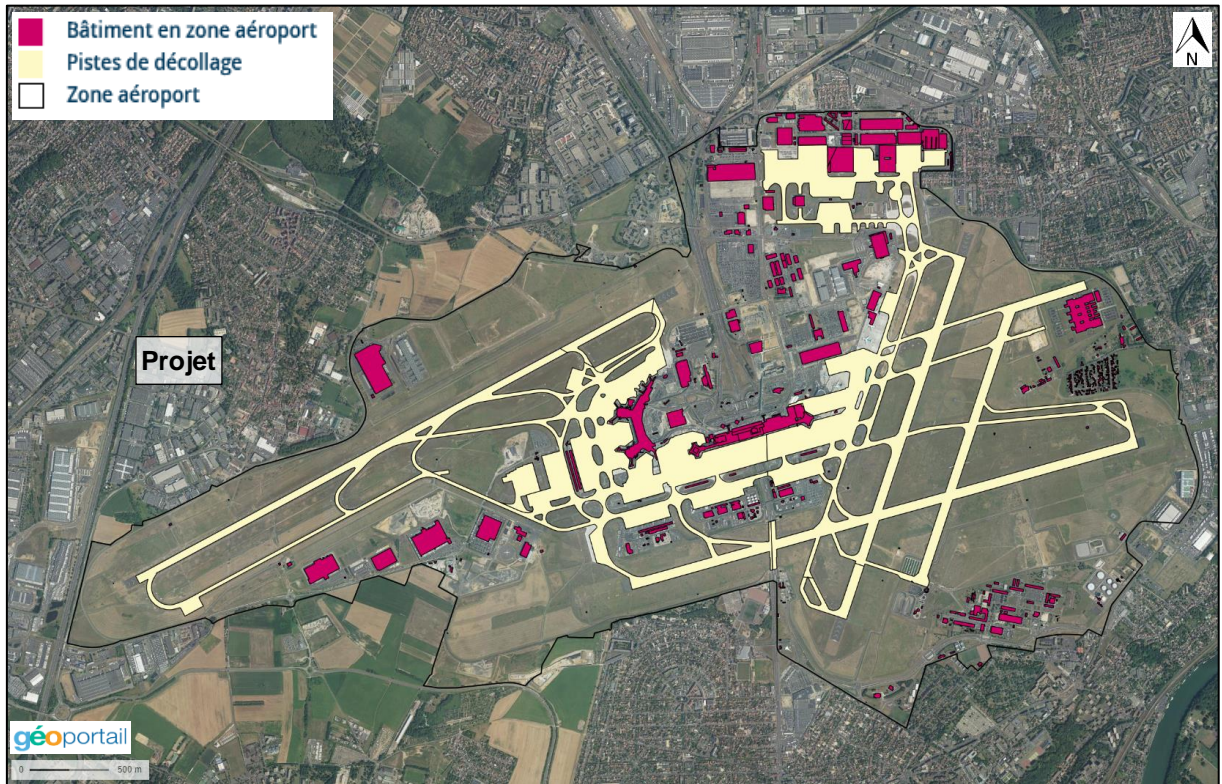 Bâtiment en zone aéroport
Pistes de décollage
Zone aéroport
N
Projet
géoportail
0 500 m